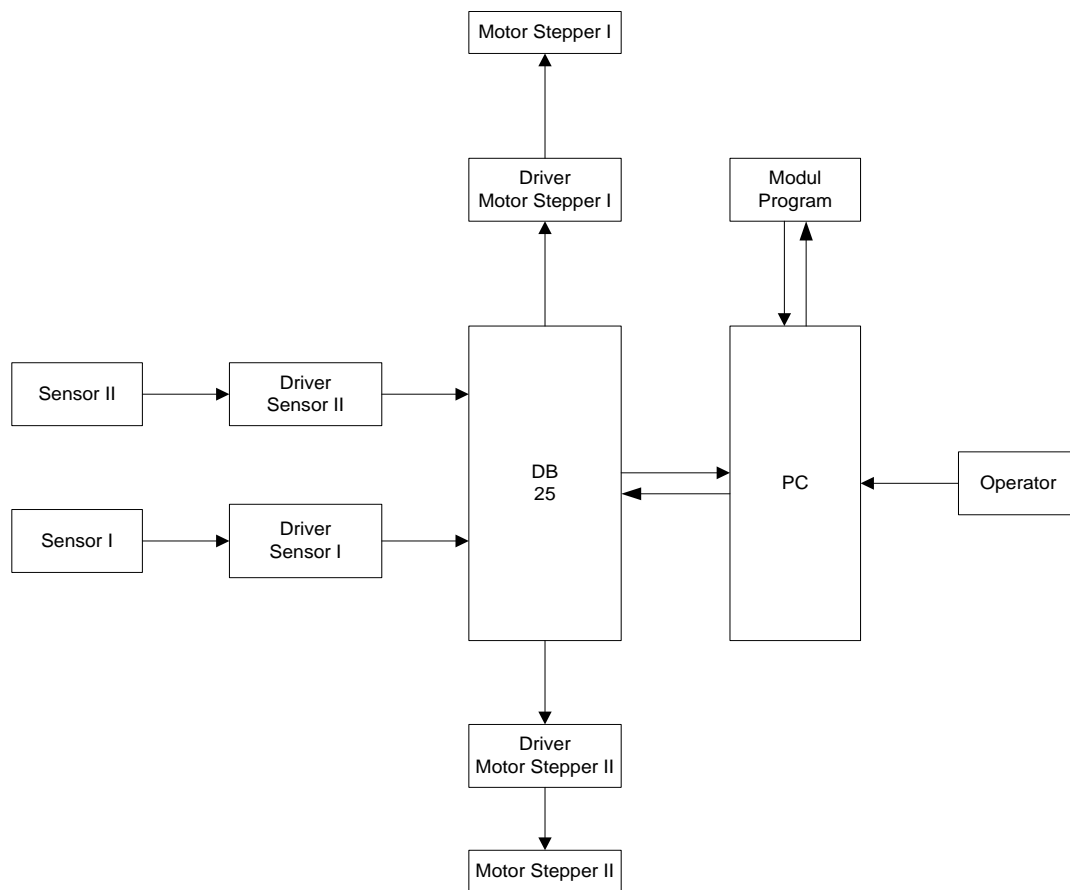 Motor Stepper I
Driver
Motor Stepper I
Modul
Program
Sensor II
Driver
Sensor II
DB
25
PC
Operator
Sensor I
Driver
Sensor I
Driver
Motor Stepper II
Motor Stepper II